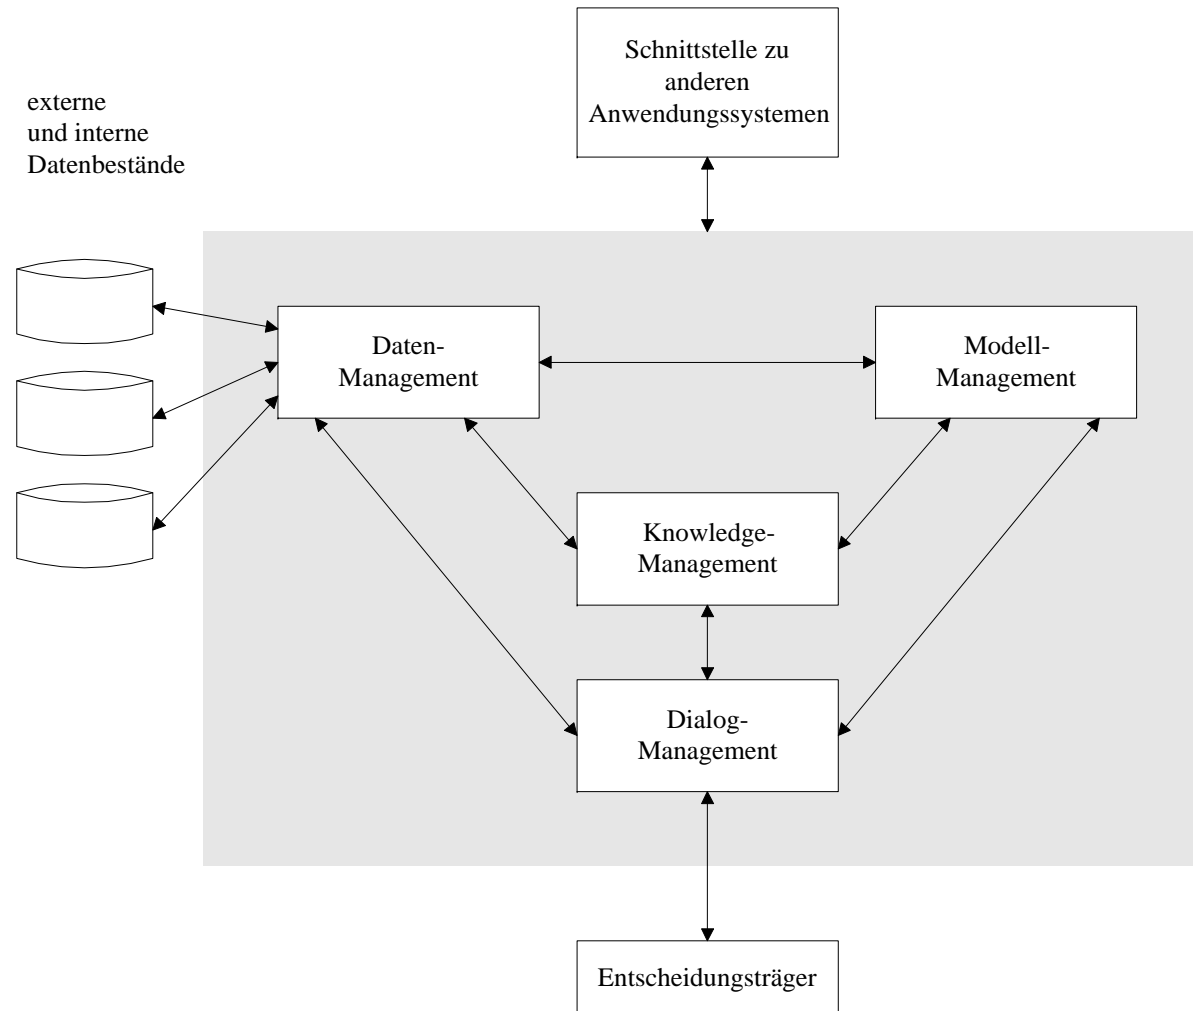 Schnittstelle zu
anderen
Anwendungssystemen
externe
und interne
Datenbestände
Daten-
Management
Modell-
Management
Knowledge-
Management
Dialog-
Management
Entscheidungsträger